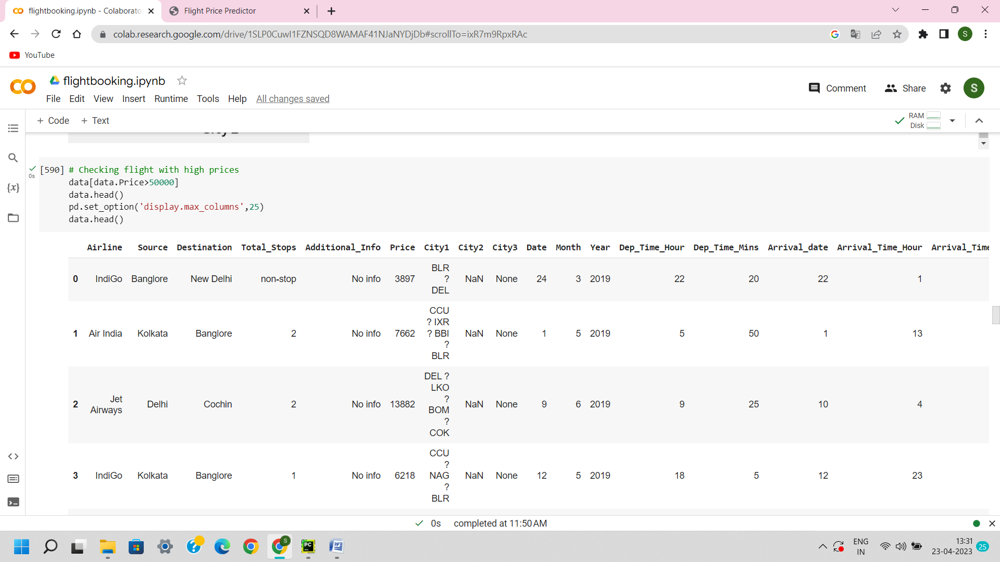 flightbooking.ipynb - Colaborato
Flight Price Predictor
colab.research.google.com/drive/1SLP0CuwI1FZNSQD8WAMAF41NJaNYDjDb#scrollTo=ixR7m9RpxRAc
S
YouTube
flightbooking.ipynb
File Edit View Insert Runtime Tools Help All changes saved
Comment Share S
+ Code + Text
RAM
Disk
[590] # Checking flight with high prices
0s
data[data.Price>50000]
data.head()
pd.set_option('display.max_columns',25)
data.head()
{x}
Airline Source Destination Total_Stops Additional_Info Price City1 City2 City3 Date Month Year Dep_Time_Hour Dep_Time_Mins Arrival_date Arrival_Time_Hour Arrival_Time
0 IndiGo Banglore New Delhi non-stop No info 3897 BLR ? DEL NaN None 24 3 2019 22 20 22 1
1 Air India Kolkata Banglore 2 No info 7662 CCU ? IXR ? BBI ? BLR NaN None 1 5 2019 5 50 1 13
2 Jet Airways Delhi Cochin 2 No info 13882 DEL ? LKO ? BOM ? COK NaN None 9 6 2019 9 25 10 4
3 IndiGo Kolkata Banglore 1 No info 6218 CCU ? NAG ? BLR NaN None 12 5 2019 18 5 12 23
0s completed at 11:50 AM
S
PC
ENG
IN
13:31
23-04-2023
25